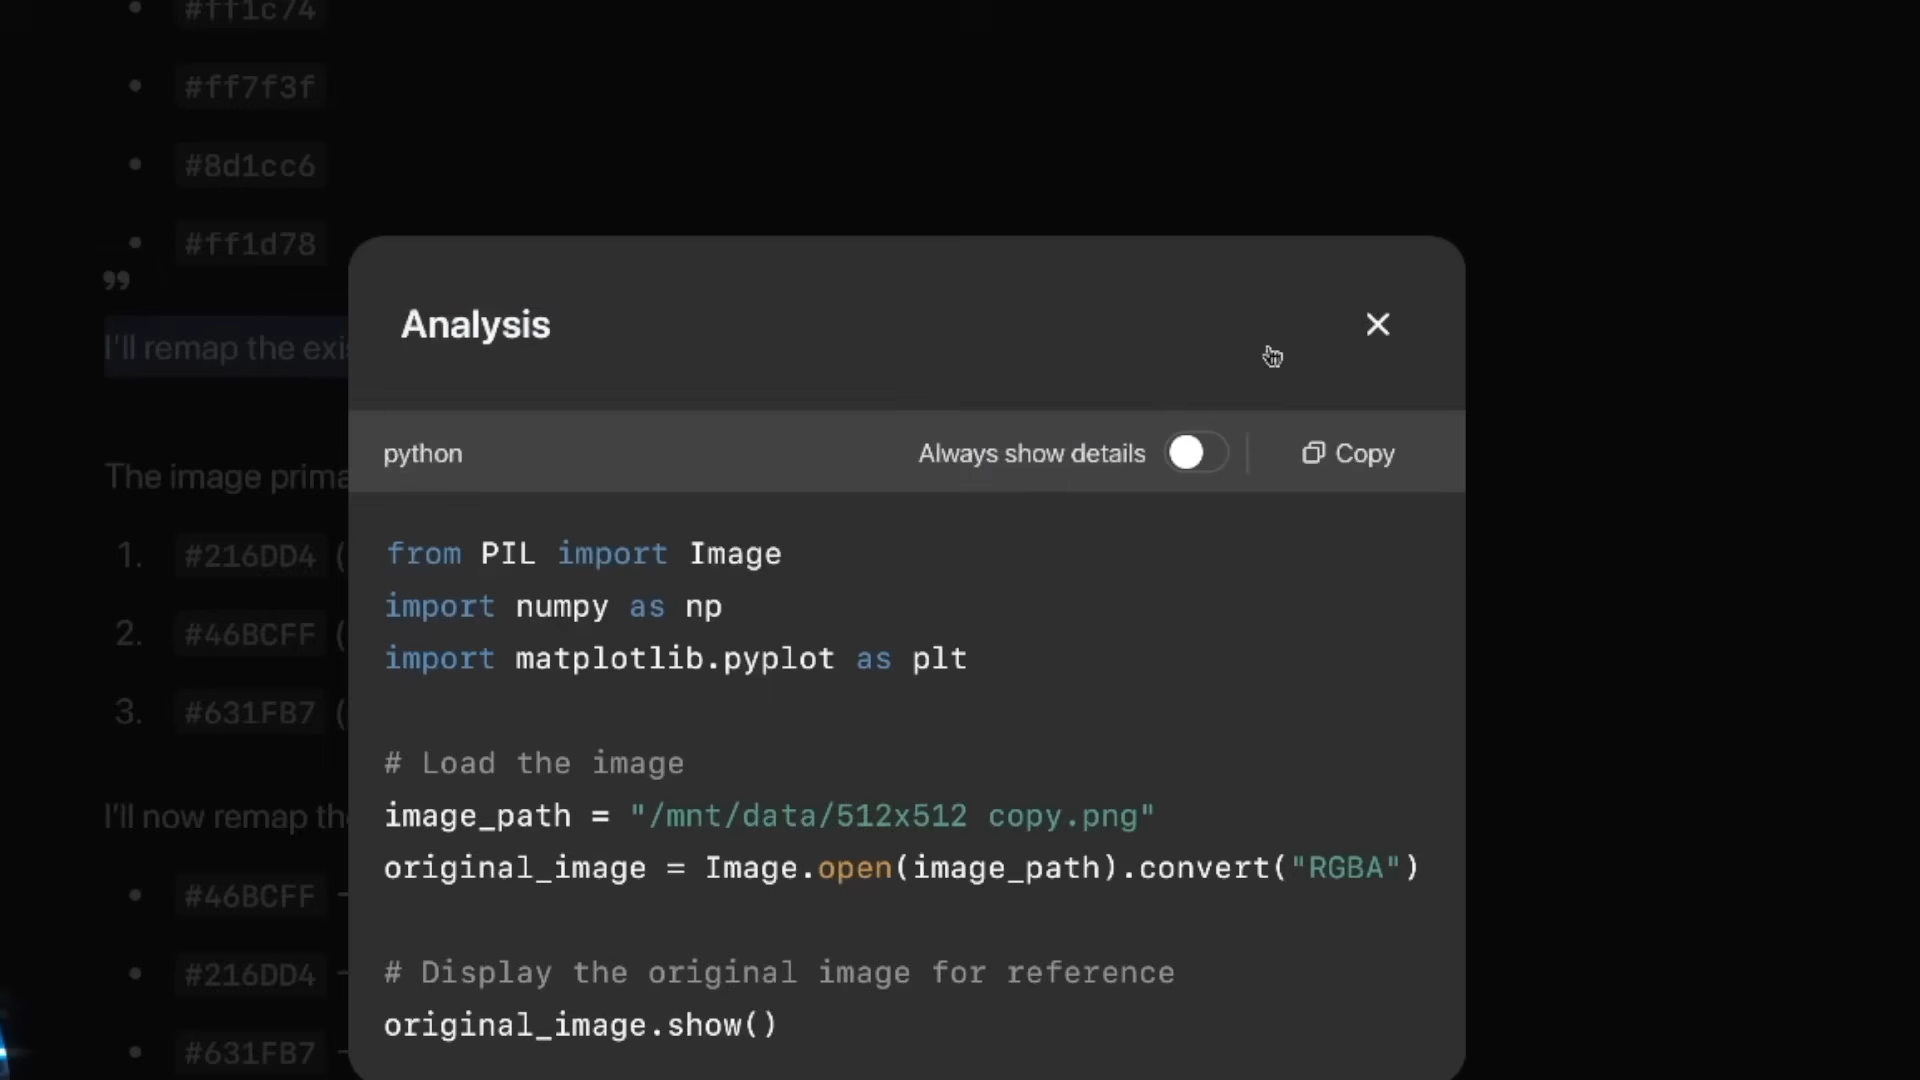 #ff1c74
#ff7f3f
#8d1cc6
#ff1d78
”
I'll remap the exi
The image prima
1. #216DD4 (
2. #46BCFF (
3. #631FB7 (
I'll now remap th
#46BCFF -
#216DD4 -
#631FB7 -
Analysis
python
Always show details
Copy
from PIL import Image
import numpy as np
import matplotlib.pyplot as plt
# Load the image
image_path = "/mnt/data/512x512 copy.png"
original_image = Image.open(image_path).convert("RGBA")
# Display the original image for reference
original_image.show()